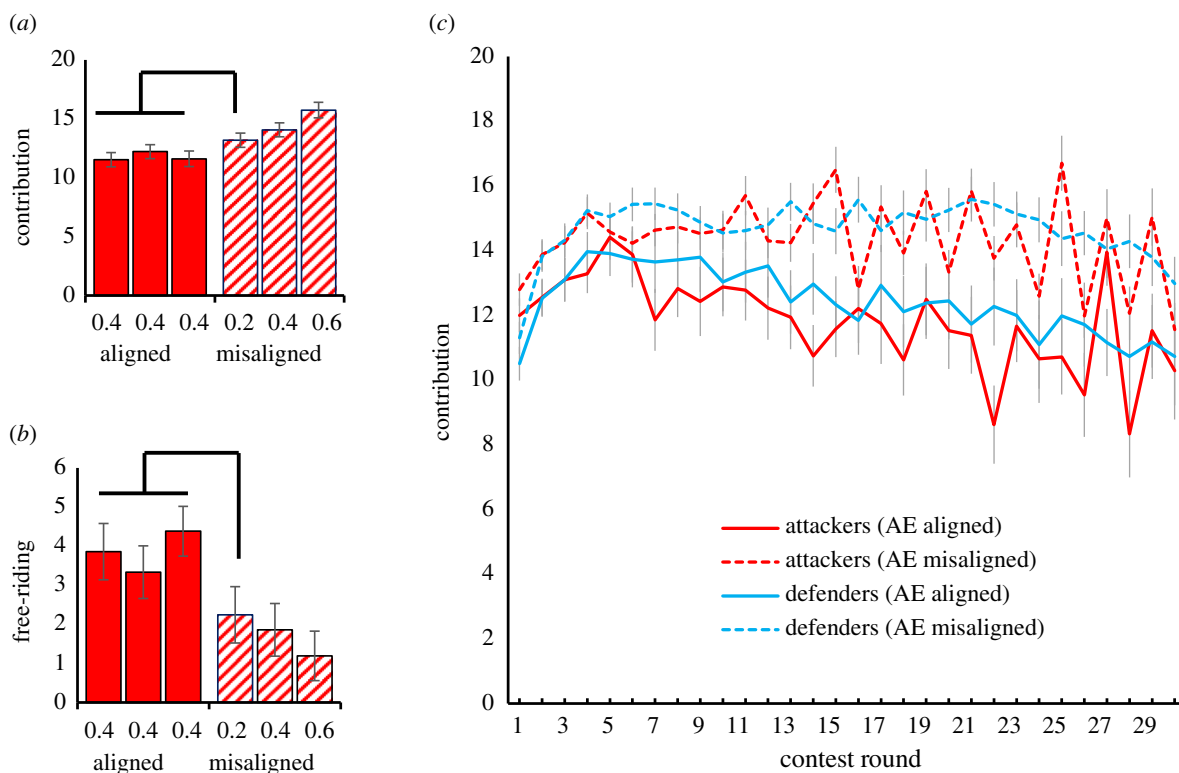 (a)
20
15
10
5
0
contribution
0.4 0.4 0.4 0.2 0.4 0.6
aligned misaligned
(b)
6
5
4
3
2
1
0
free-riding
0.4 0.4 0.4 0.2 0.4 0.6
aligned misaligned
(c)
20
18
16
14
12
10
8
6
4
2
0
contribution
attackers (AE aligned)
attackers (AE misaligned)
defenders (AE aligned)
defenders (AE misaligned)
1 3 5 7 9 11 13 15 17 19 21 23 25 27 29
contest round